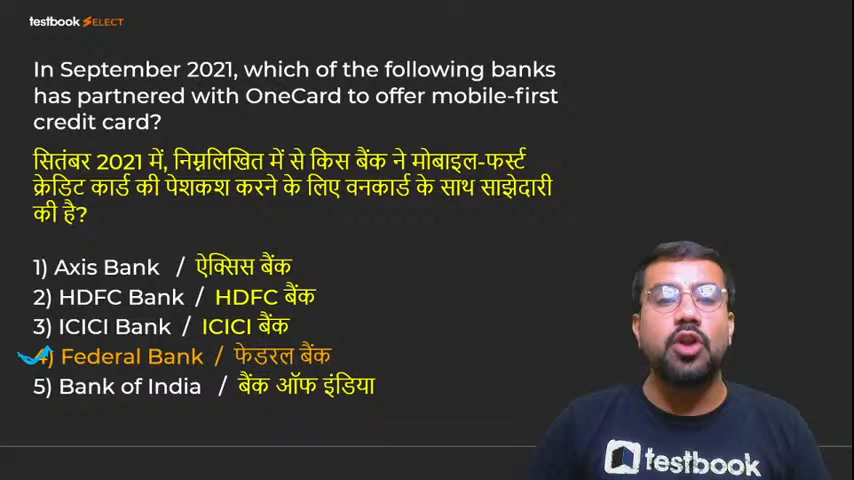 testbook SELECT
In September 2021, which of the following banks
has partnered with OneCard to offer mobile-first
credit card?
सितंबर 2021 में, निम्नलिखित में से किस बैंक ने मोबाइल-फर्स्ट
क्रेडिट कार्ड की पेशकश करने के लिए वनकार्ड के साथ साझेदारी
की है?
1) Axis Bank / ऐक्सिस बैंक
2) HDFC Bank / HDFC बैंक
3) ICICI Bank / ICICI बैंक
4) Federal Bank / फेडरल बैंक
5) Bank of India / बैंक ऑफ इंडिया
testbook